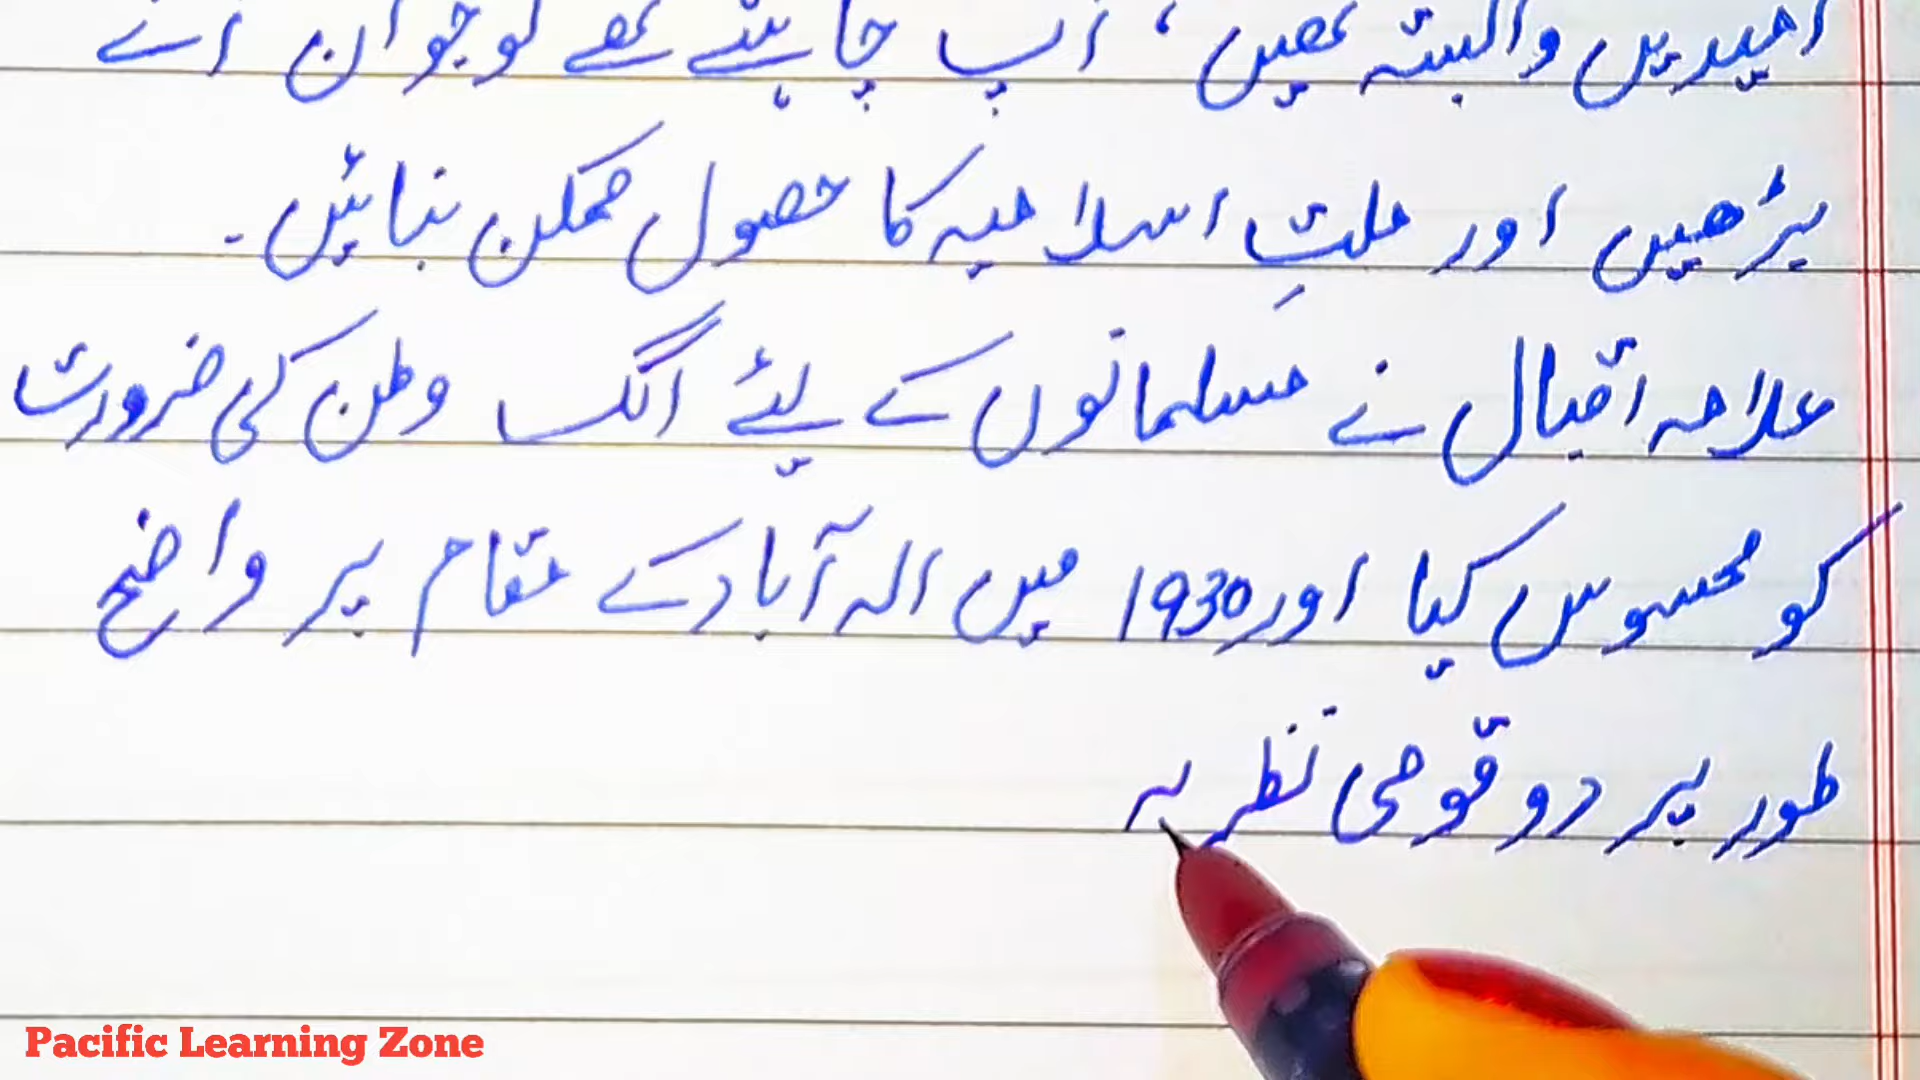 امیدیں وابستہ تھیں، آپ چاہتے تھے نوجوان آگے
بڑھیں اور ملتِ اسلامیہ کا حصول ممکن بنائیں۔
علامہ اقبال نے مسلمانوں کے لیئے الگ وطن کی ضرورت
کو محسوس کیا اور 1930 میں الہ آباد کے مقام پر واضح
طور پر دو قومی نظریہ
Pacific Learning Zone